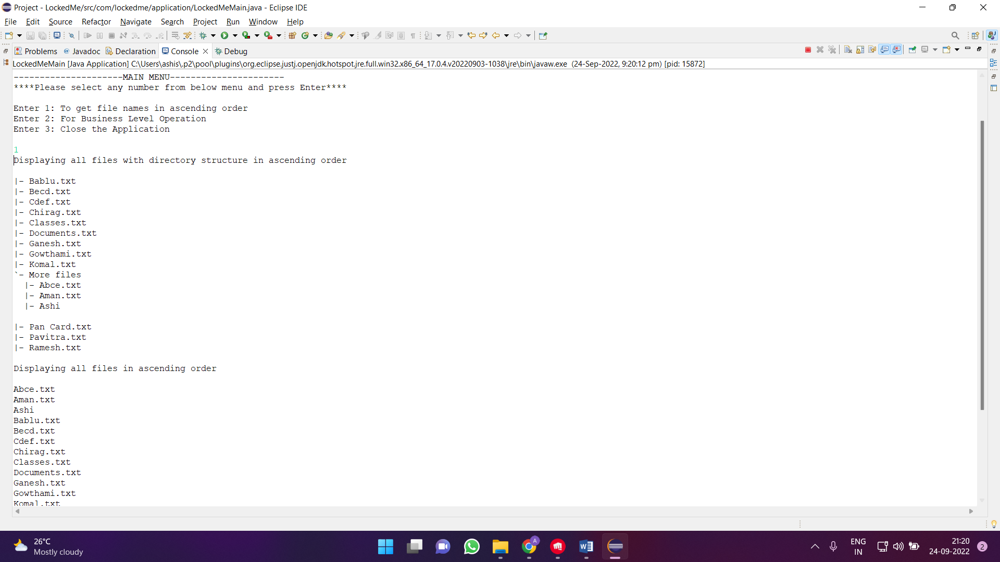 Project - LockedMe/src/com/lockedme/application/LockedMeMain.java - Eclipse IDE
File Edit Source Refactor Navigate Search Project Run Window Help
Problems @ Javadoc Declaration Console Debug
LockedMeMain [Java Application] C:\Users\ashis\.p2\pool\plugins\org.eclipse.justj.openjdk.hotspot.jre.full.win32.x86_64_17.0.4.v20220903-1038\jre\bin\javaw.exe (24-Sep-2022, 9:20:12 pm) [pid: 15872]
---------------------MAIN MENU----------------------
****Please select any number from below menu and press Enter****
Enter 1: To get file names in ascending order
Enter 2: For Business Level Operation
Enter 3: Close the Application
1
Displaying all files with directory structure in ascending order
|- Bablu.txt
|- Becd.txt
|- Cdef.txt
|- Chirag.txt
|- Classes.txt
|- Documents.txt
|- Ganesh.txt
|- Gowthami.txt
|- Komal.txt
`- More files
  |- Abce.txt
  |- Aman.txt
  |- Ashi
|- Pan Card.txt
|- Pavitra.txt
|- Ramesh.txt
Displaying all files in ascending order
Abce.txt
Aman.txt
Ashi
Bablu.txt
Becd.txt
Cdef.txt
Chirag.txt
Classes.txt
Documents.txt
Ganesh.txt
Gowthami.txt
Komal.txt
26°C
Mostly cloudy
A
ENG
IN
21:20
24-09-2022
2